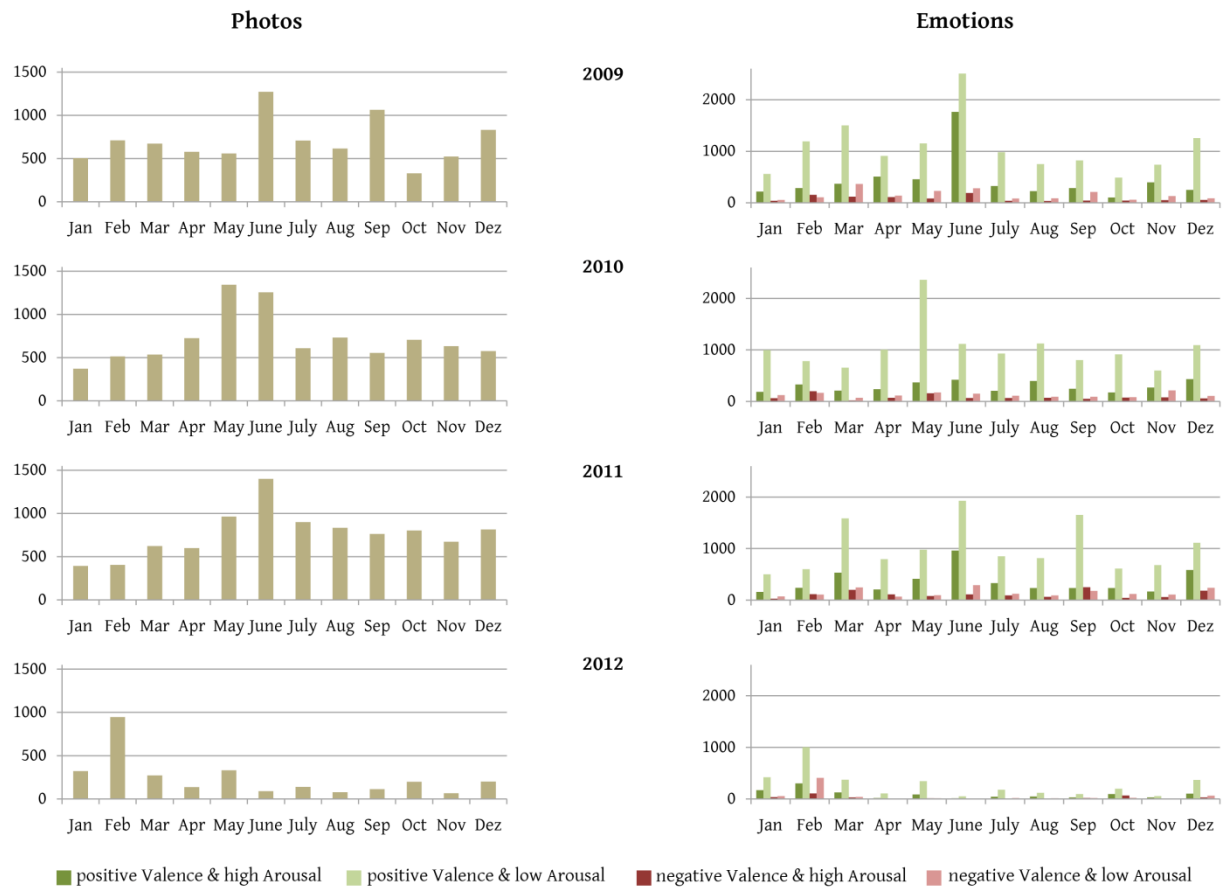 Photos
Emotions
2009
1500
1000
500
0
Jan Feb Mar Apr May June July Aug Sep Oct Nov Dez
2000
1000
0
Jan Feb Mar Apr May June July Aug Sep Oct Nov Dez
2010
1500
1000
500
0
Jan Feb Mar Apr May June July Aug Sep Oct Nov Dez
2000
1000
0
Jan Feb Mar Apr May June July Aug Sep Oct Nov Dez
2011
1500
1000
500
0
Jan Feb Mar Apr May June July Aug Sep Oct Nov Dez
2000
1000
0
Jan Feb Mar Apr May June July Aug Sep Oct Nov Dez
2012
1500
1000
500
0
Jan Feb Mar Apr May June July Aug Sep Oct Nov Dez
2000
1000
0
Jan Feb Mar Apr May June July Aug Sep Oct Nov Dez
positive Valence & high Arousal positive Valence & low Arousal negative Valence & high Arousal negative Valence & low Arousal